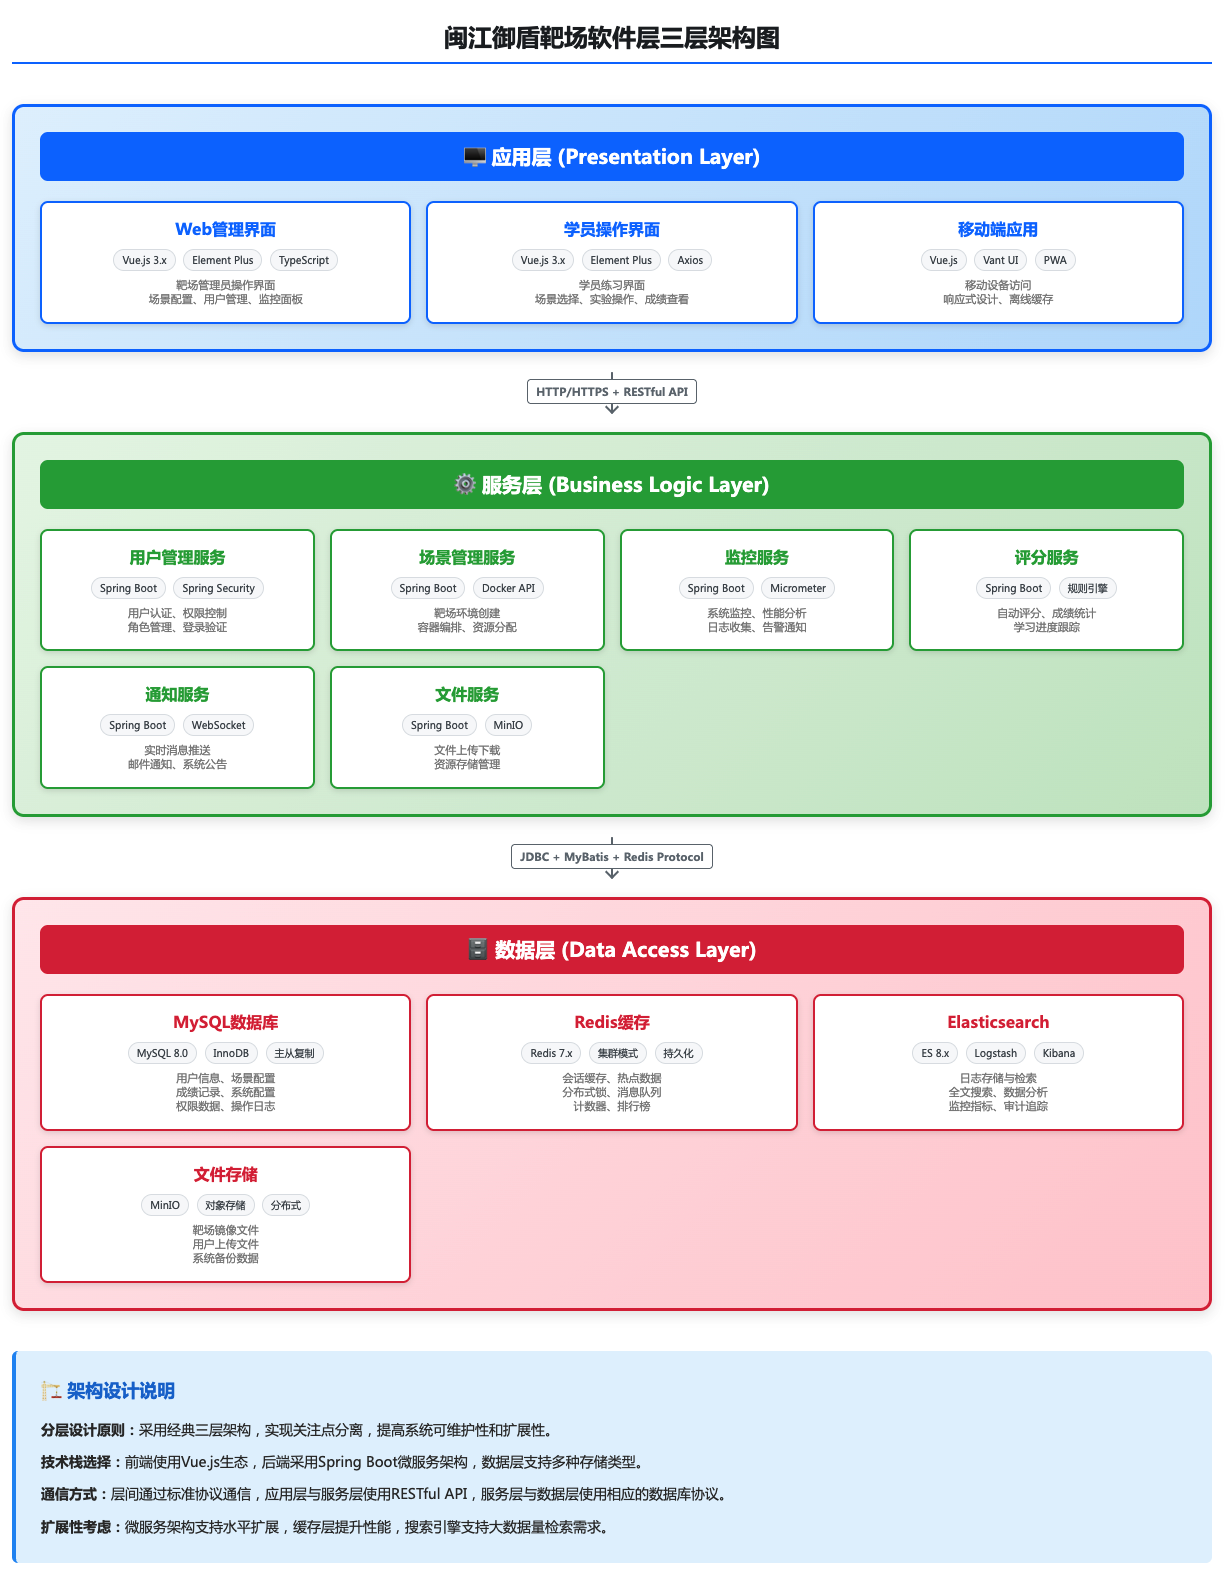 闽江御盾靶场软件层三层架构图
🖥️ 应用层 (Presentation Layer)
Web管理界面
Vue.js 3.x
Element Plus
TypeScript
靶场管理员操作界面
场景配置、用户管理、监控面板
学员操作界面
Vue.js 3.x
Element Plus
Axios
学员练习界面
场景选择、实验操作、成绩查看
移动端应用
Vue.js
Vant UI
PWA
移动设备访问
响应式设计、离线缓存
HTTP/HTTPS + RESTful API
⚙️ 服务层 (Business Logic Layer)
用户管理服务
Spring Boot
Spring Security
用户认证、权限控制
角色管理、登录验证
场景管理服务
Spring Boot
Docker API
靶场环境创建
容器编排、资源分配
监控服务
Spring Boot
Micrometer
系统监控、性能分析
日志收集、告警通知
评分服务
Spring Boot
规则引擎
自动评分、成绩统计
学习进度跟踪
通知服务
Spring Boot
WebSocket
实时消息推送
邮件通知、系统公告
文件服务
Spring Boot
MinIO
文件上传下载
资源存储管理
JDBC + MyBatis + Redis Protocol
🗄️ 数据层 (Data Access Layer)
MySQL数据库
MySQL 8.0
InnoDB
主从复制
用户信息、场景配置
成绩记录、系统配置
权限数据、操作日志
Redis缓存
Redis 7.x
集群模式
持久化
会话缓存、热点数据
分布式锁、消息队列
计数器、排行榜
Elasticsearch
ES 8.x
Logstash
Kibana
日志存储与检索
全文搜索、数据分析
监控指标、审计追踪
文件存储
MinIO
对象存储
分布式
靶场镜像文件
用户上传文件
系统备份数据
🏗️ 架构设计说明
分层设计原则：采用经典三层架构，实现关注点分离，提高系统可维护性和扩展性。
技术栈选择：前端使用Vue.js生态，后端采用Spring Boot微服务架构，数据层支持多种存储类型。
通信方式：层间通过标准协议通信，应用层与服务层使用RESTful API，服务层与数据层使用相应的数据库协议。
扩展性考虑：微服务架构支持水平扩展，缓存层提升性能，搜索引擎支持大数据量检索需求。